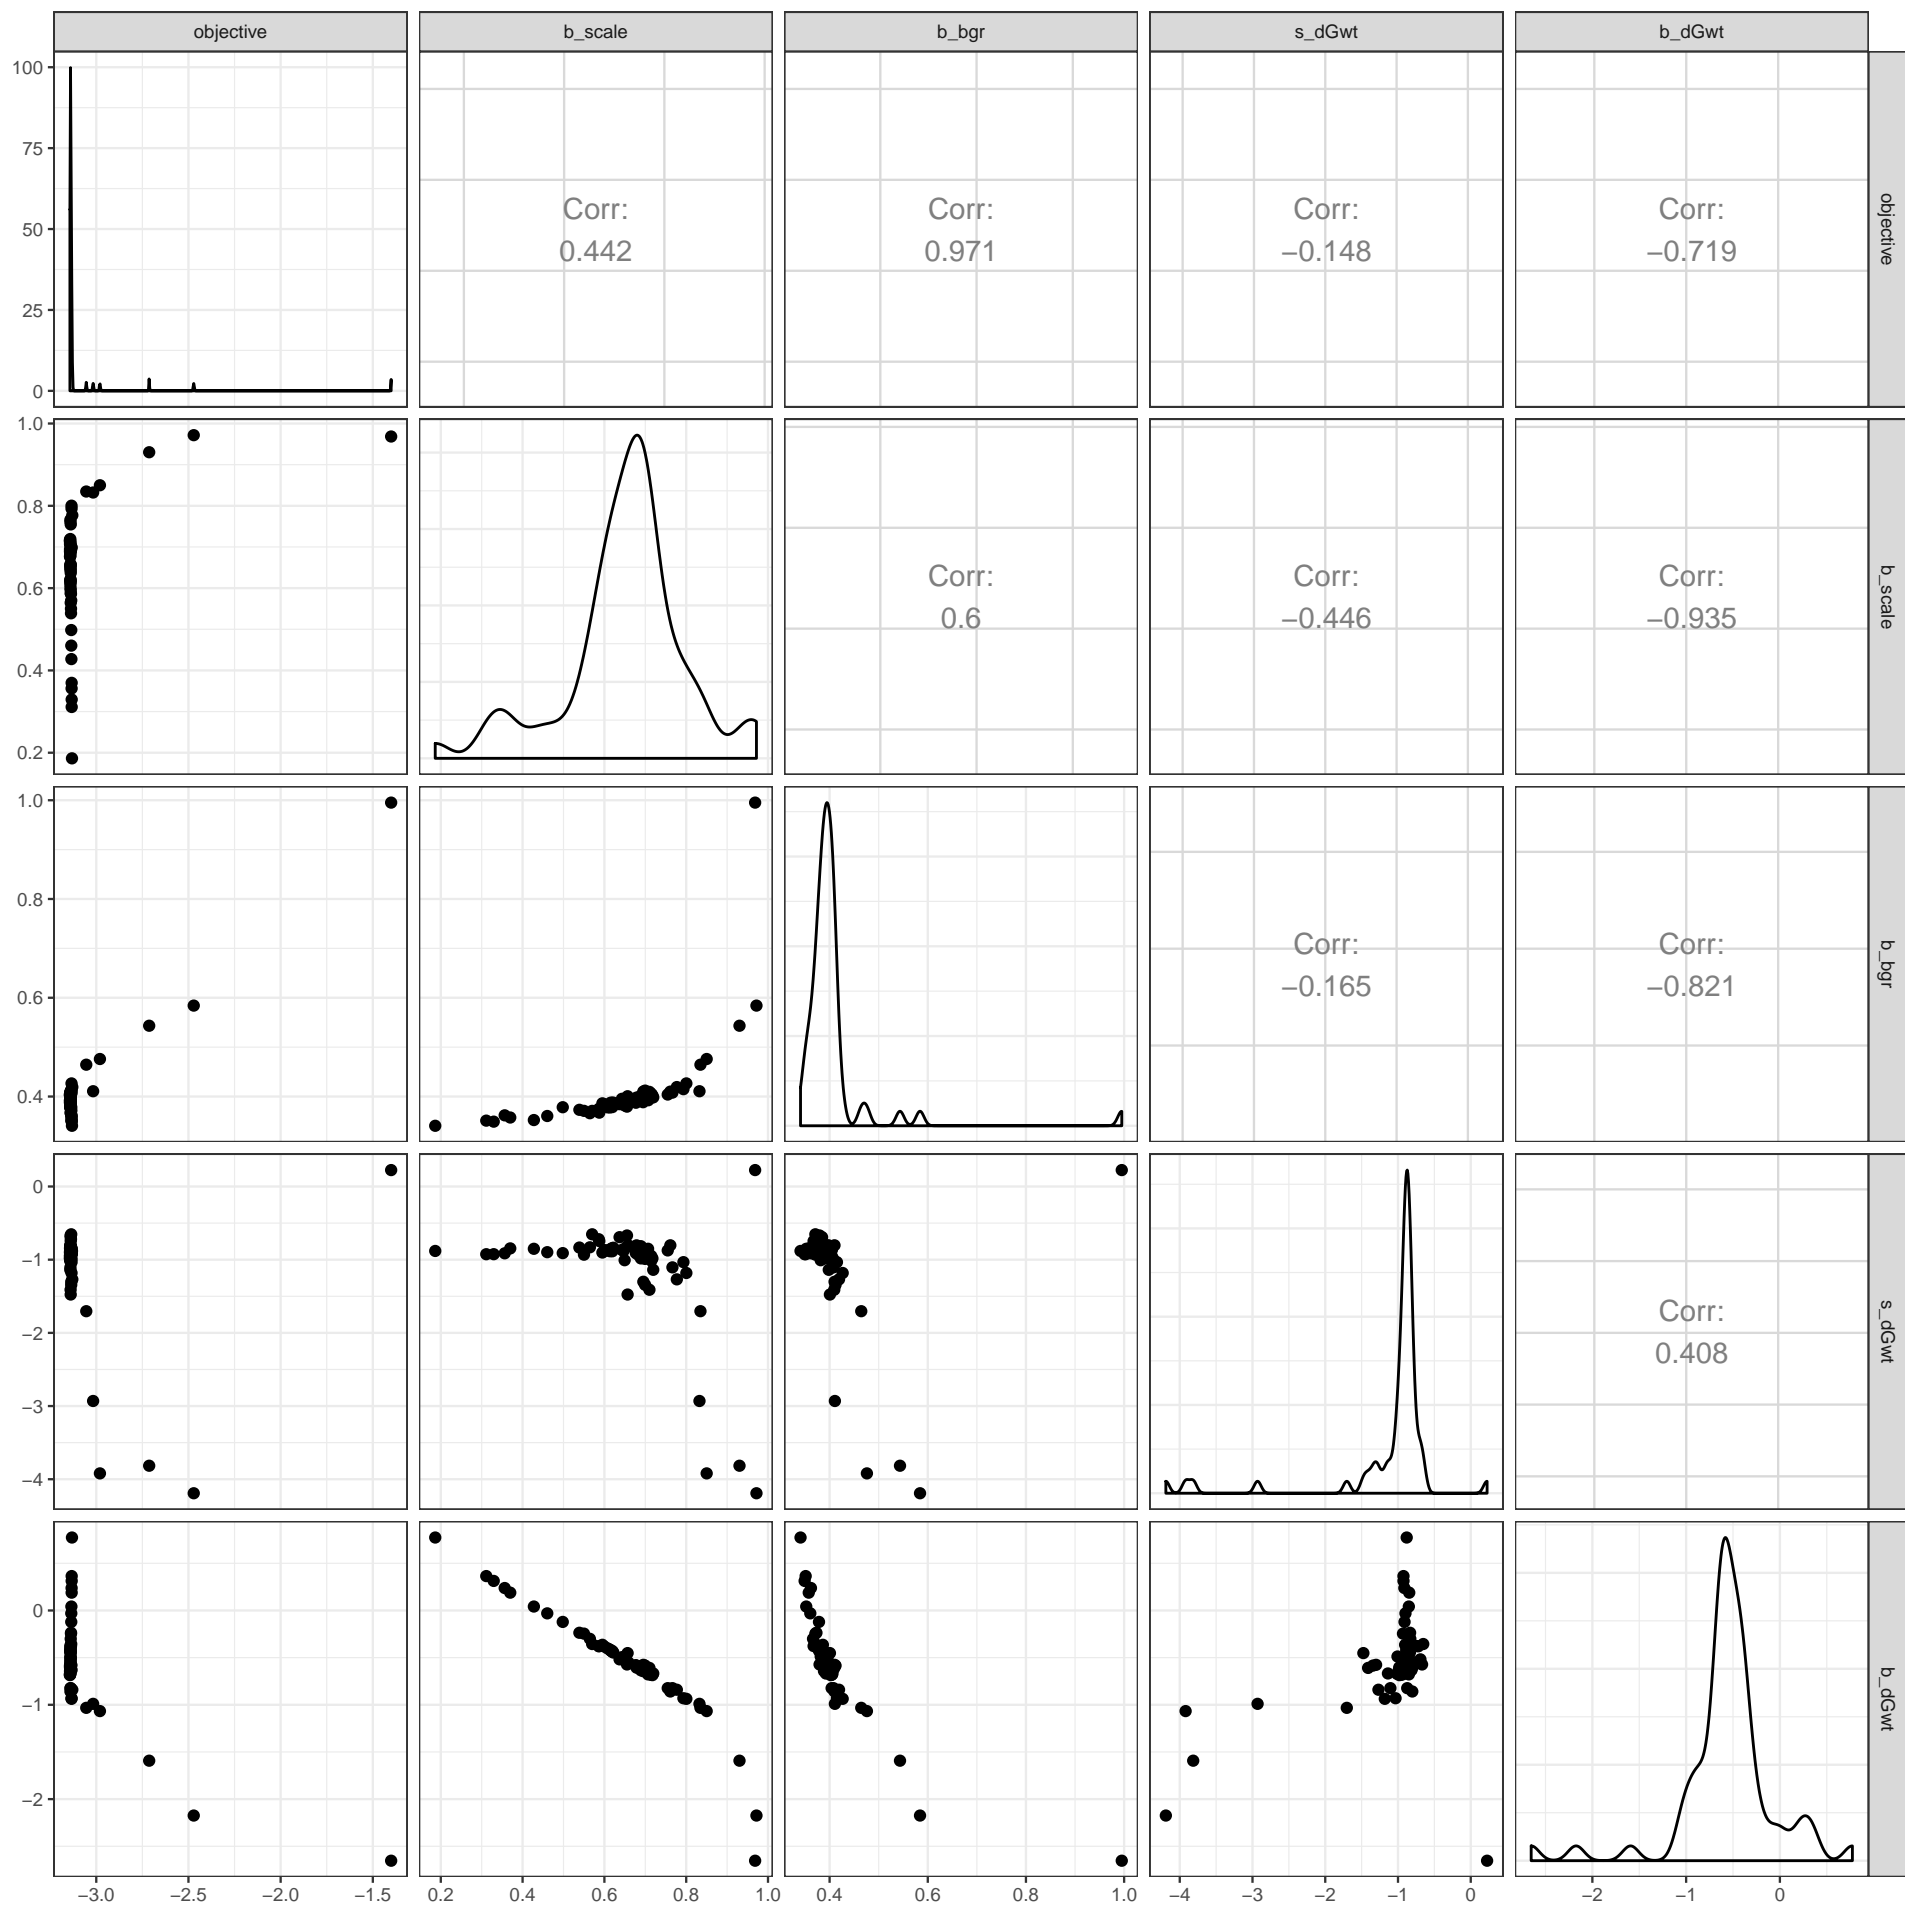 objective b_scale b_bgr s_dGwt b_dGwt
100
75
50
25
0
Corr:
0.442
Corr:
0.971
Corr:
−0.148
Corr:
−0.719
objective
1.0
0.8
0.6
0.4
0.2
Corr:
0.6
Corr:
−0.446
Corr:
−0.935
b_scale
1.0
0.8
0.6
0.4
Corr:
−0.165
Corr:
−0.821
b_bgr
0
−1
−2
−3
−4
Corr:
0.408
s_dGwt
0
−1
−2
b_dGwt
−3.0 −2.5 −2.0 −1.5 0.2 0.4 0.6 0.8 1.0 0.4 0.6 0.8 1.0 −4 −3 −2 −1 0 −2 −1 0